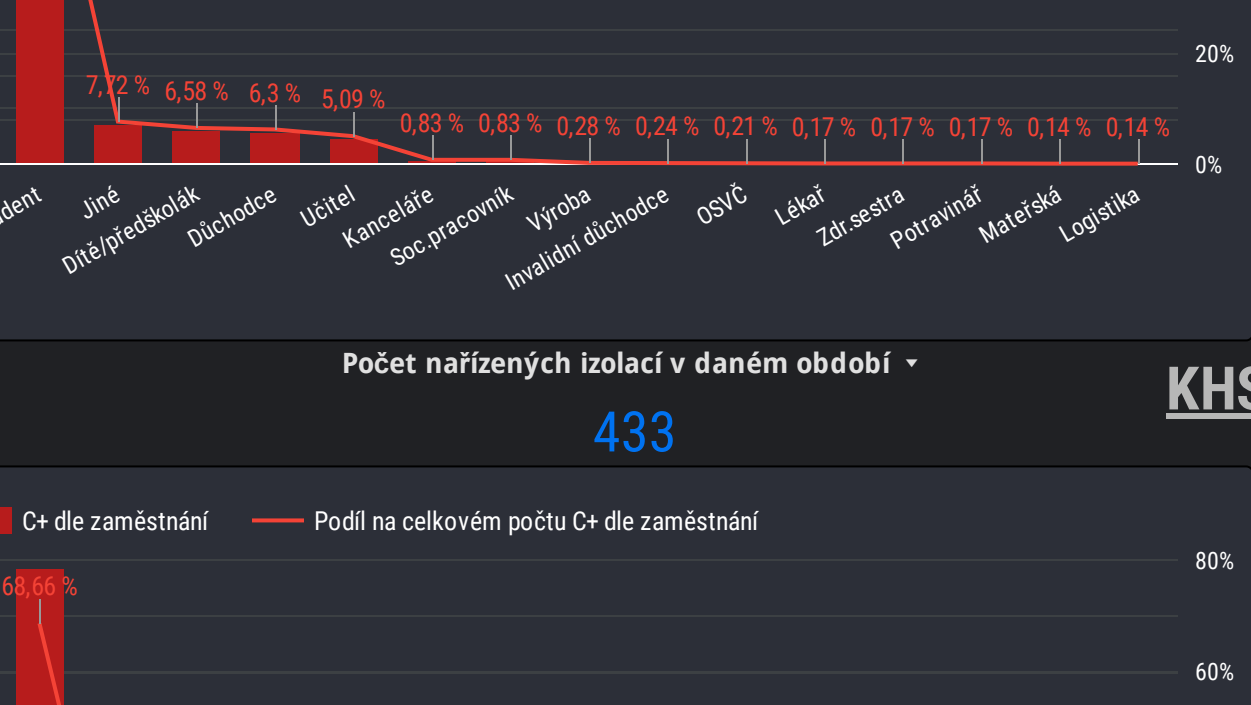 20%
7,72 % 6,58 % 6,3 % 5,09 % 0,83 % 0,83 % 0,28 % 0,24 % 0,21 % 0,17 % 0,17 % 0,17 % 0,14 % 0,14 %
0%
dent Jiné Dítě/předškolák Důchodce Učitel Kanceláře Soc.pracovník Výroba Invalidní důchodce OSVČ Lékař Zdr.sestra Potravinář Mateřská Logistika
Počet nařízených izolací v daném období
KHS
433
C+ dle zaměstnání Podíl na celkovém počtu C+ dle zaměstnání
80%
68,66 %
60%